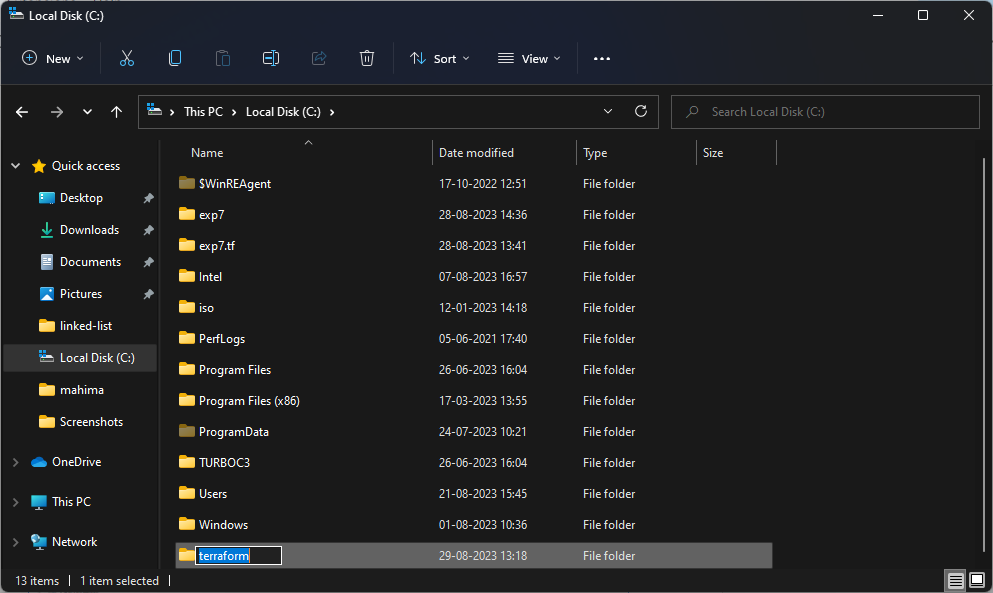 Local Disk (C:)
New Sort View
This PC Local Disk (C:) Search Local Disk (C:)
Name Date modified Type Size
Quick access
Desktop
Downloads
Documents
Pictures
linked-list
Local Disk (C:)
mahima
Screenshots
OneDrive
This PC
Network
$WinREAgent 17-10-2022 12:51 File folder
exp7 28-08-2023 14:36 File folder
exp7.tf 28-08-2023 13:41 File folder
Intel 07-08-2023 16:57 File folder
iso 12-01-2023 14:18 File folder
PerfLogs 05-06-2021 17:40 File folder
Program Files 26-06-2023 16:04 File folder
Program Files (x86) 17-03-2023 13:55 File folder
ProgramData 24-07-2023 10:21 File folder
TURBOC3 26-06-2023 16:04 File folder
Users 21-08-2023 15:45 File folder
Windows 01-08-2023 10:36 File folder
terraform 29-08-2023 13:18 File folder
13 items 1 item selected